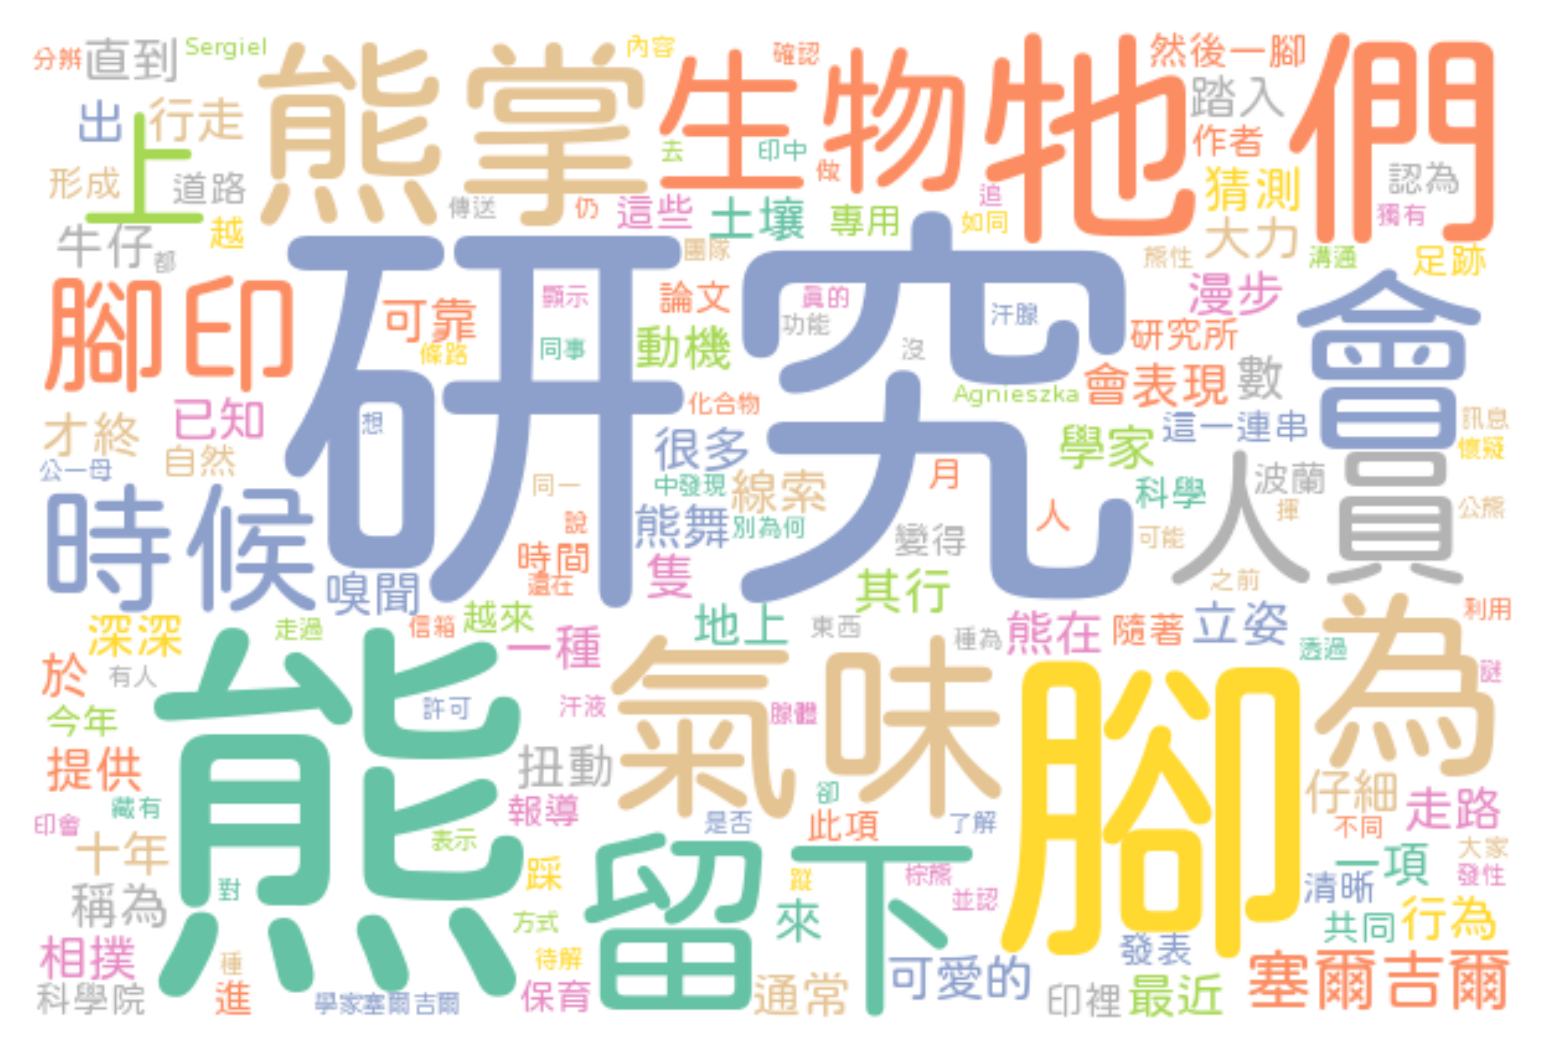 分辨 直到 Sergiel 熊掌 內容 生物 確認 牠們 然後一腳
出 上 行走 去 印中 做 踏入 作者
形成 道路 傳送 仍 這些 土壤 專用 追 如同 猜測 認為 獨有
牛仔 都 越 團隊 熊性 大力 溝通 足跡
腳印 可靠 條路 研究 顯示 同事 論文 動機 真的 功能 汗腺 沒 漫步 研究所 會
才終 已知 自然 想 化合物 Agnieszka 會表現 數
公一母 很多 中發現 線索 月 學家 這一連串 訊息 懷疑
時候 嗅聞 同一 說 時間 還在 熊舞 別為何 隻 變得 人 科學 波蘭 揮 可能 人員 公熊
深深 走過 信箱 越來 一種 地上 東西 其行 種為 熊在 隨著 立姿 之前 透過 為 利用
於 有人 今年 熊 許可 汗液 氣味 腺體 腳 謎
提供 藏有 印會 扭動 報導 是否 卻 此項 了解 仔細 不同 走路
十年 表示 對 踩 留下 蹤 棕熊 並認 一項 大家 發性
稱為 方式 來 清晰 共同 行為
相撲 種 待解 可愛的 發表
科學院 進 學家塞爾吉爾 保育 通常 印裡 最近 塞爾吉爾